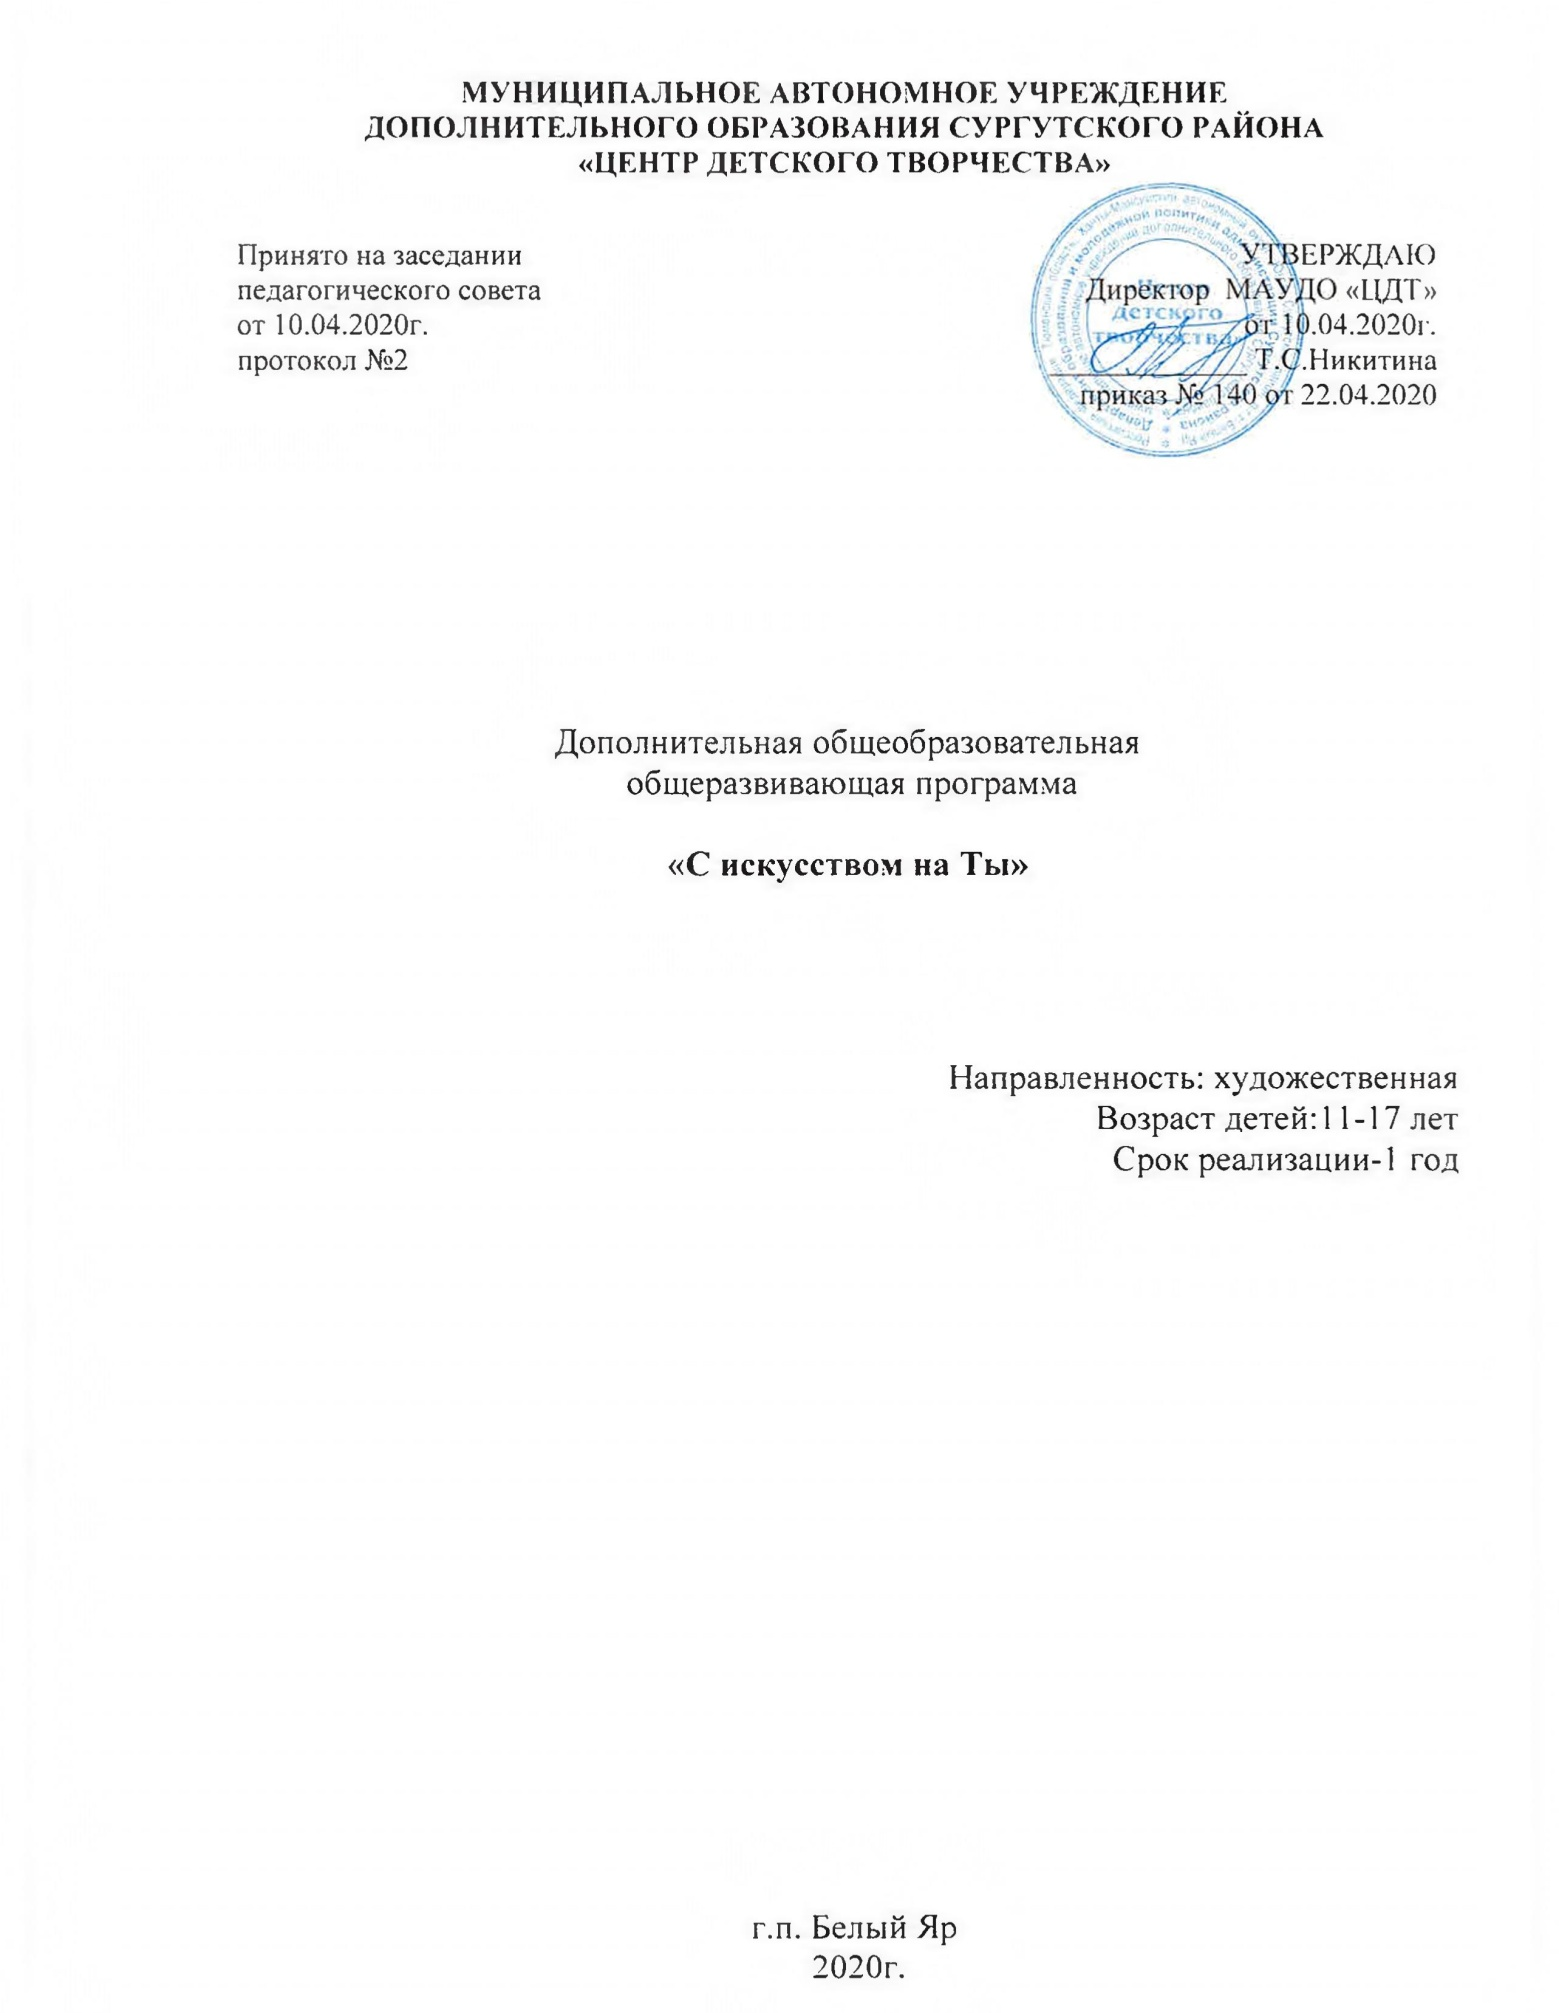 МУНИЦИПАЛЬНОЕ АВТОНОМНОЕ УЧРЕЖДЕНИЕ
ДОПОЛНИТЕЛЬНОГО ОБРАЗОВАНИЯ СУРГУТСКОГО РАЙОНА
«ЦЕНТР ДЕТСКОГО ТВОРЧЕСТВА»
Принято на заседании
педагогического совета
от 10.04.2020г.
протокол №2
УТВЕРЖДАЮ
Директор МАУДО «ЦДТ»
от 10.04.2020г.
Т.С.Никитина
приказ № 140 от 22.04.2020
детского
творчества
Дополнительная общеобразовательная
общеразвивающая программа
«С искусством на Ты»
Направленность: художественная
Возраст детей:11-17 лет
Срок реализации-1 год
г.п. Белый Яр
2020г.